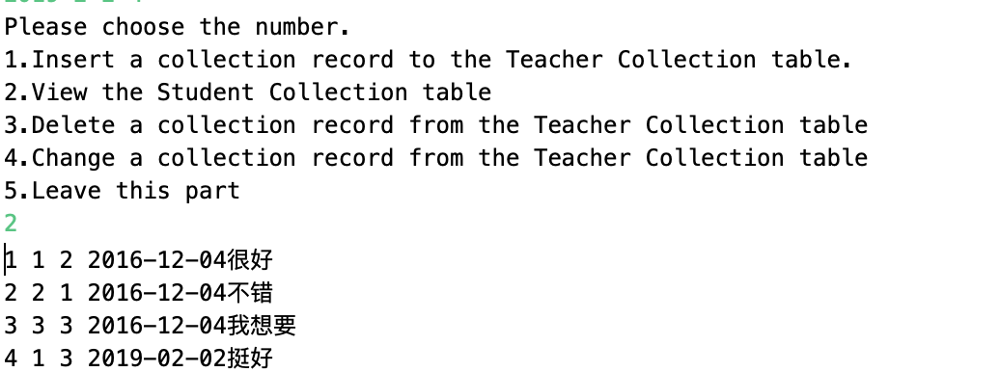 Please choose the number.
1.Insert a collection record to the Teacher Collection table.
2.View the Student Collection table
3.Delete a collection record from the Teacher Collection table
4.Change a collection record from the Teacher Collection table
5.Leave this part
2
1 1 2 2016-12-04很好
2 2 1 2016-12-04不错
3 3 3 2016-12-04我想要
4 1 3 2019-02-02挺好